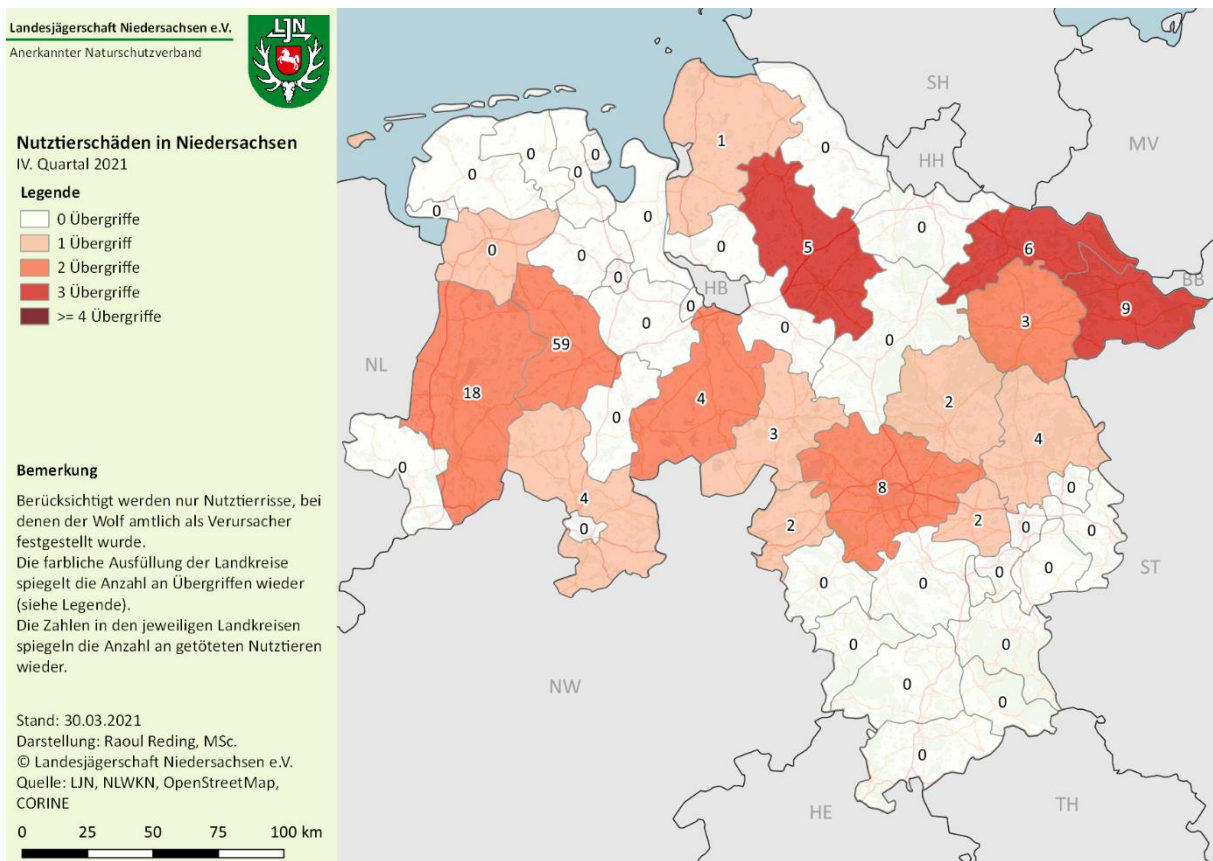 Landesjägerschaft Niedersachsen e.V.
Anerkannter Naturschutzverband
LJN
Nutztierschäden in Niedersachsen
IV. Quartal 2021
Legende
0 Übergriffe
1 Übergriff
2 Übergriffe
3 Übergriffe
>= 4 Übergriffe
Bemerkung
Berücksichtigt werden nur Nutztierrisse, bei
denen der Wolf amtlich als Verursacher
festgestellt wurde.
Die farbliche Ausfüllung der Landkreise
spiegelt die Anzahl an Übergriffen wieder
(siehe Legende).
Die Zahlen in den jeweiligen Landkreisen
spiegeln die Anzahl an getöteten Nutztieren
wieder.
Stand: 30.03.2021
Darstellung: Raoul Reding, MSc.
© Landesjägerschaft Niedersachsen e.V.
Quelle: LJN, NLWKN, OpenStreetMap,
CORINE
0 25 50 75 100 km
SH
MV
HH
1
0
0
0
0
0
0
0
0
0
0
0
5
0
6
BB
HB
0
0
0
0
0
9
3
59
NL
18
0
4
2
3
4
0
4
0
8
0
2
2
0
0
0
0
0
0
ST
0
0
NW
0
0
0
HE
TH